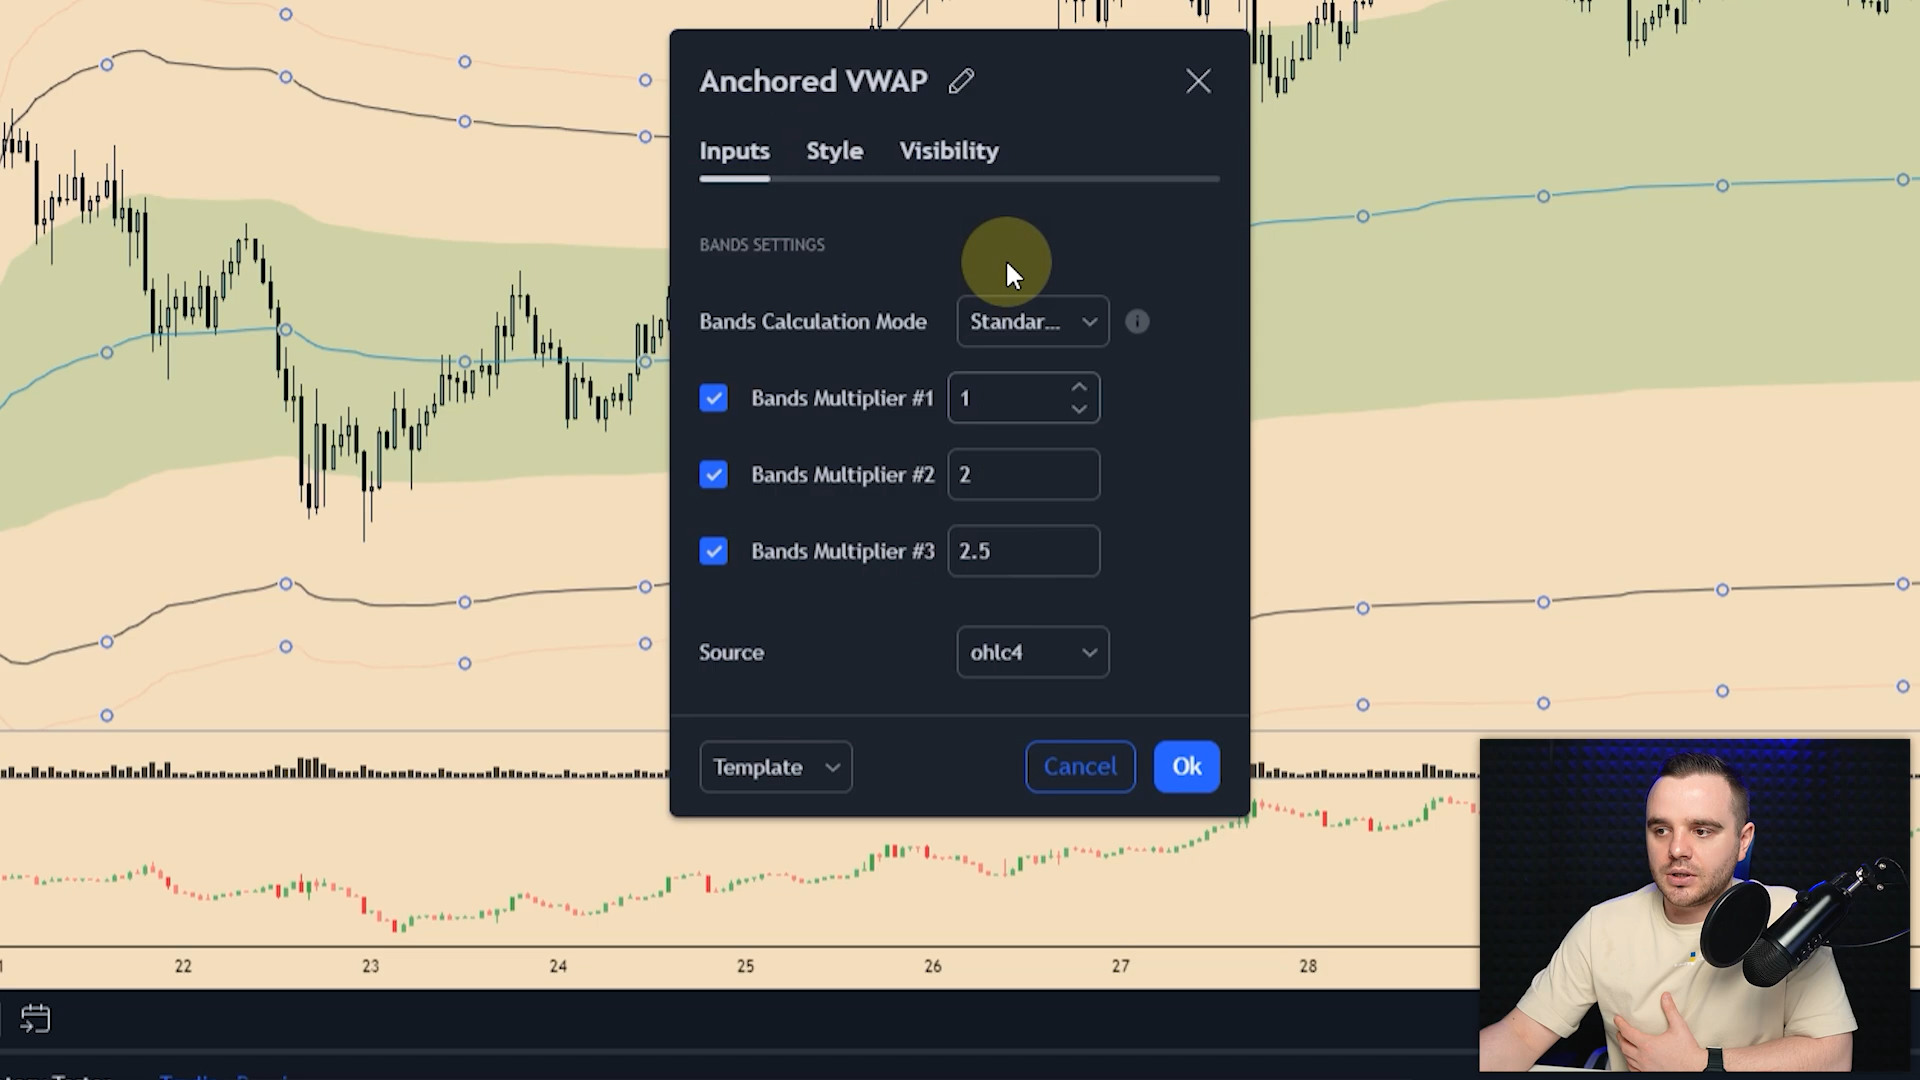 Anchored VWAP
Inputs Style Visibility
BANDS SETTINGS
Bands Calculation Mode Standar...
Bands Multiplier #1 1
Bands Multiplier #2 2
Bands Multiplier #3 2.5
Source ohlc4
Template Cancel Ok
22 23 24 25 26 27 28